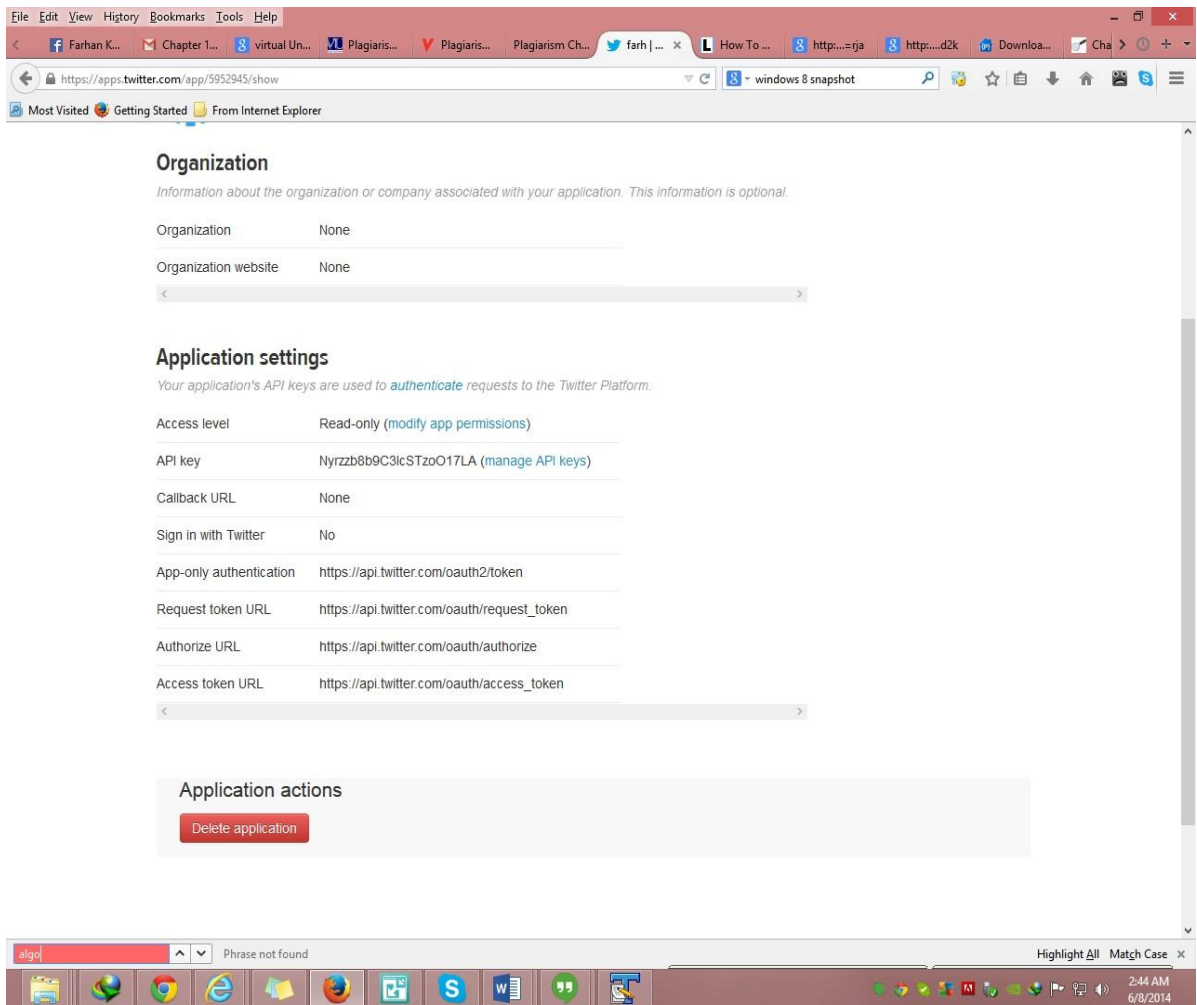 File Edit View History Bookmarks Tools Help
Farhan K... Chapter 1... virtual Un... Plagiaris... Plagiaris... Plagiarism Ch... farh | ... How To ... http:...=rja http:....d2k Downloa... Cha
https://apps.twitter.com/app/5952945/show windows 8 snapshot
Most Visited Getting Started From Internet Explorer
Organization
Information about the organization or company associated with your application. This information is optional.
Organization None
Organization website None
Application settings
Your application's API keys are used to authenticate requests to the Twitter Platform.
Access level Read-only (modify app permissions)
API key Nyrzzb8b9C3lcSTzoO17LA (manage API keys)
Callback URL None
Sign in with Twitter No
App-only authentication https://api.twitter.com/oauth2/token
Request token URL https://api.twitter.com/oauth/request_token
Authorize URL https://api.twitter.com/oauth/authorize
Access token URL https://api.twitter.com/oauth/access_token
Application actions
Delete application
algo Phrase not found Highlight All Match Case
2:44 AM
6/8/2014